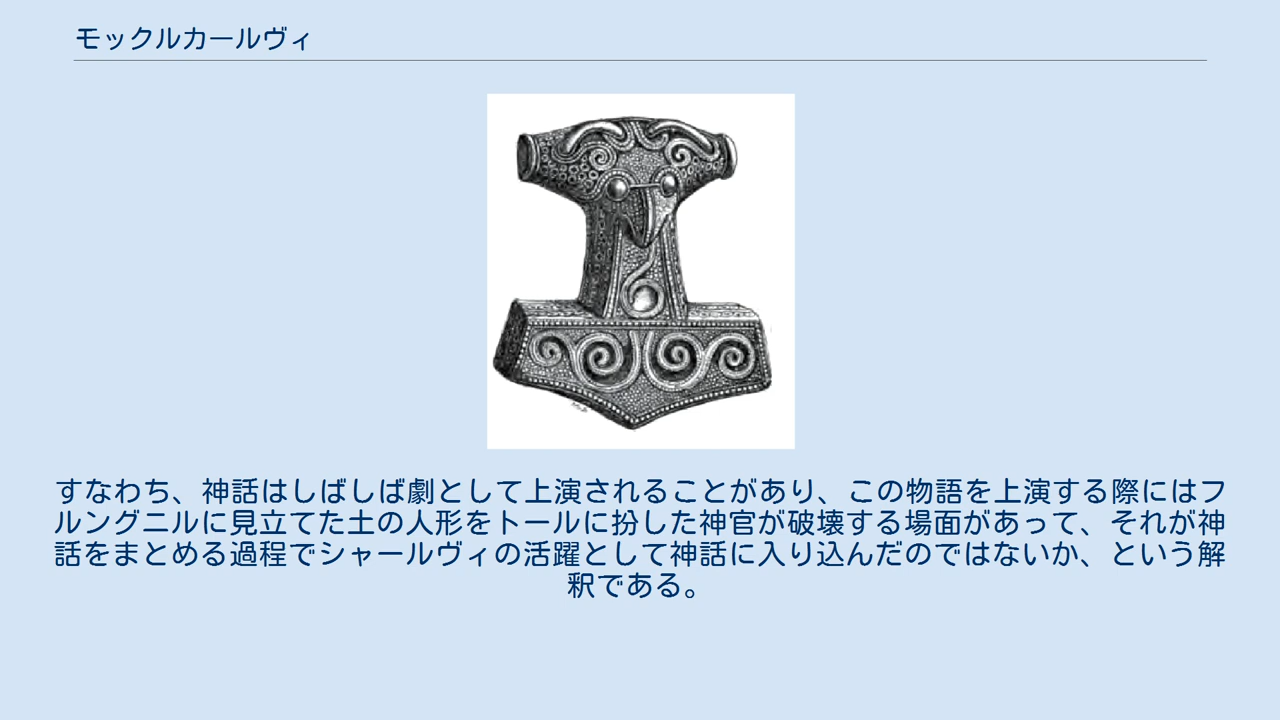 モックルカールヴィ
すなわち、神話はしばしば劇として上演されることがあり、この物語を上演する際にはフ
ルングニルに見立てた土の人形をトールに扮した神官が破壊する場面があって、それが神
話をまとめる過程でシャールヴィの活躍として神話に入り込んだのではないか、という解
釈である。